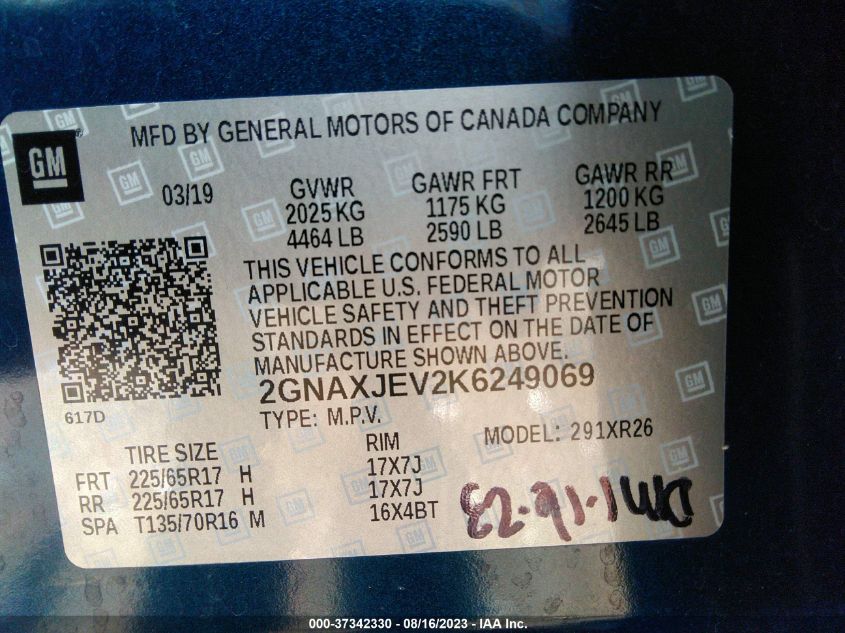 MFD BY GENERAL MOTORS OF CANADA COMPANY
GM
03/19
GVWR GAWR FRT GAWR RR
2025 KG 1175 KG 1200 KG
4464 LB 2590 LB 2645 LB
THIS VEHICLE CONFORMS TO ALL
APPLICABLE U.S. FEDERAL MOTOR
VEHICLE SAFETY AND THEFT PREVENTION
STANDARDS IN EFFECT ON THE DATE OF
MANUFACTURE SHOWN ABOVE.
2GNAXJEV2K6249069
617D
TYPE: M.P.V. MODEL: 291XR26
TIRE SIZE RIM
FRT 225/65R17 H 17X7J
RR 225/65R17 H 17X7J
SPA T135/70R16 M 16X4BT
000-37342330 - 08/16/2023 - IAA Inc.